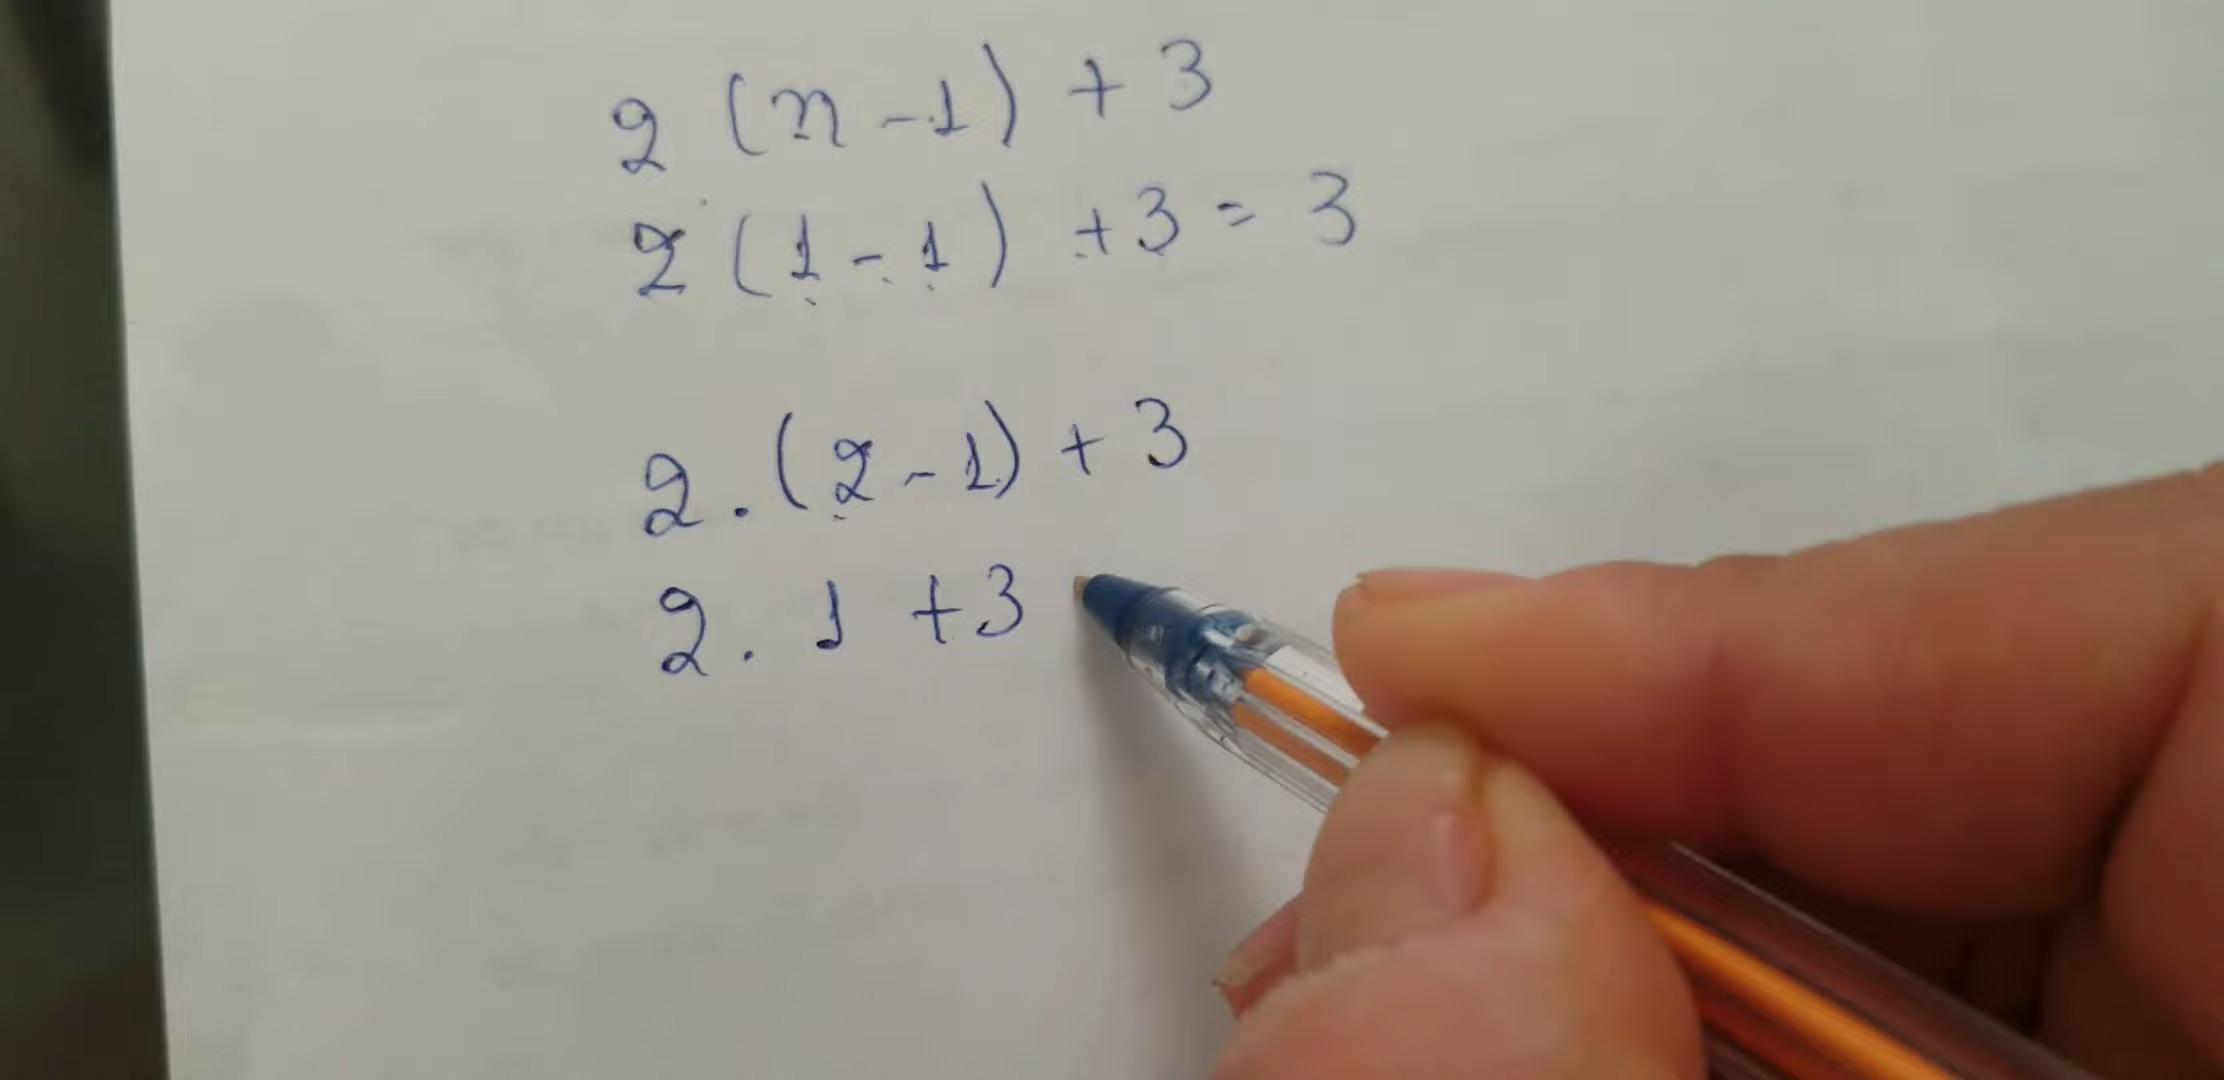 2 (n - 1) + 3
2 (1 - 1) + 3 = 3
2 . (2 - 1) + 3
2 . 1 + 3